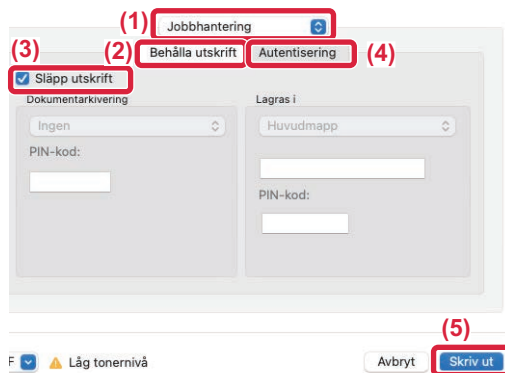 (1)
Jobbhantering
(3) (2) Behålla utskrift Autentisering (4)
Släpp utskrift
Dokumentarkivering Lagras i
Ingen Huvudmapp
PIN-kod:
PIN-kod:
(5)
F Låg tonernivå Avbryt Skriv ut